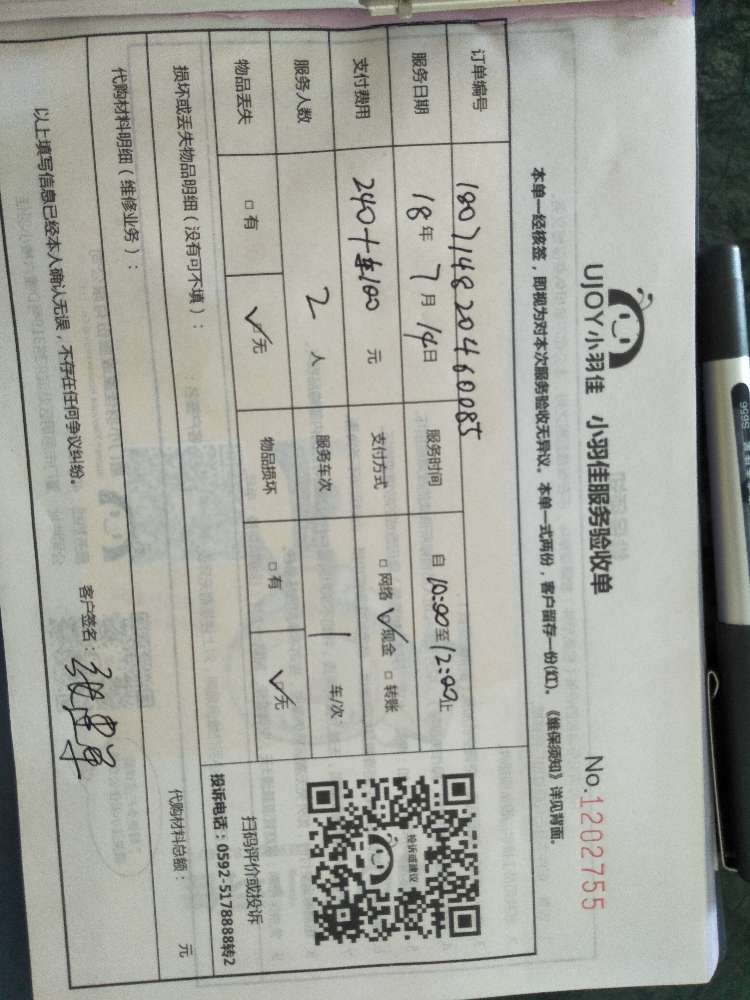 UJOY小羽佳 小羽佳服务验收单
No.1202755
本单一经核签，即视为对本次服务验收无异议。本单一式两份，客户留存一份(红)。《维保须知》详见背面。
订单编号 180714820460085
服务日期 18年 7月 14日 服务时间 自 10:00至12:00止
支付费用 240+100 元 支付方式 □网络 ✓现金 □转账
服务人数 2 人 服务车次 1 车/次
物品丢失 □有 ✓无 物品损坏 □有 ✓无
投诉或建议
扫码评价或投诉
投诉电话：0592-5178888转2
损坏或丢失物品明细（没有可不填）：
代购材料明细（维修业务）： 代购材料总额： 元
以上填写信息已经本人确认无误，不存在任何争议纠纷。 客户签名：
5656